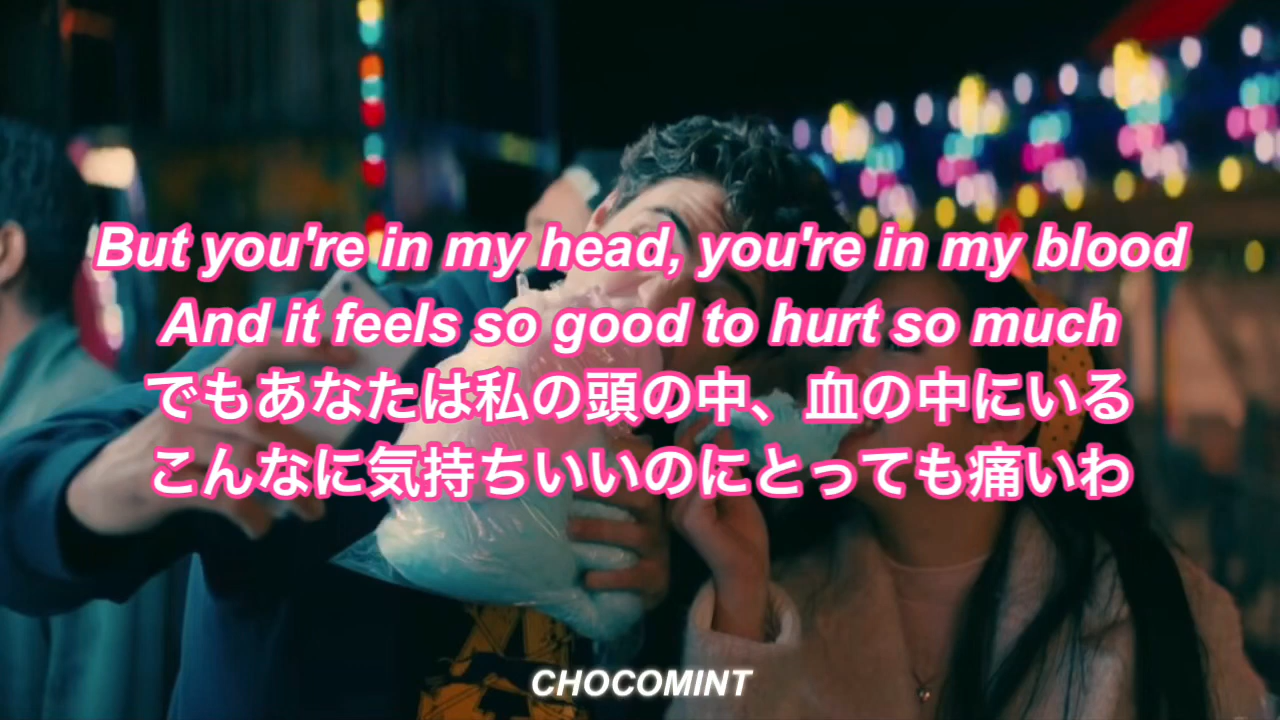 But you're in my head, you're in my blood
And it feels so good to hurt so much
でもあなたは私の頭の中、血の中にいる
こんなに気持ちいいのにとっても痛いわ
CHOCOMINT